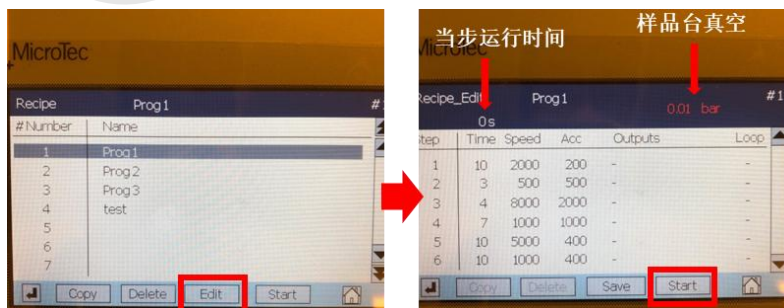 MicroTec
Recipe Prog1 #1
#Number Name
1 Prog1
2 Prog2
3 Prog3
4 test
5
6
7
Copy Delete Edit Start
当步运行时间
样品台真空
Recipe_Edit Prog1 #1
0s 0.01 bar
Step Time Speed Acc Outputs Loop
1 10 2000 200 - -
2 3 500 500 - -
3 4 8000 2000 - -
4 7 1000 1000 - -
5 10 5000 400 - -
6 10 1000 400 - -
Copy Delete Save Start